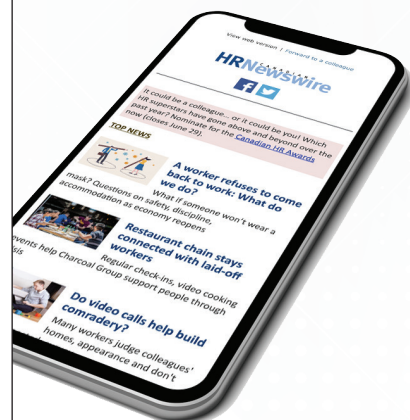 View web version | Forward to a colleague
CANADIAN
HRNewswire
It could be a colleague... or it could be you! Which
HR superstars have gone above and beyond over the
past year? Nominate for the Canadian HR Awards
now (closes June 29).
TOP NEWS
A worker refuses to come
back to work: What do
we do?
What if someone won't wear a
mask? Questions on safety, discipline,
accommodation as economy reopens
Restaurant chain stays
connected with laid-off
workers
Regular check-ins, video cooking
events help Charcoal Group support people through
Do video calls help build
comradery?
Many workers judge colleagues'
homes, appearance and don't